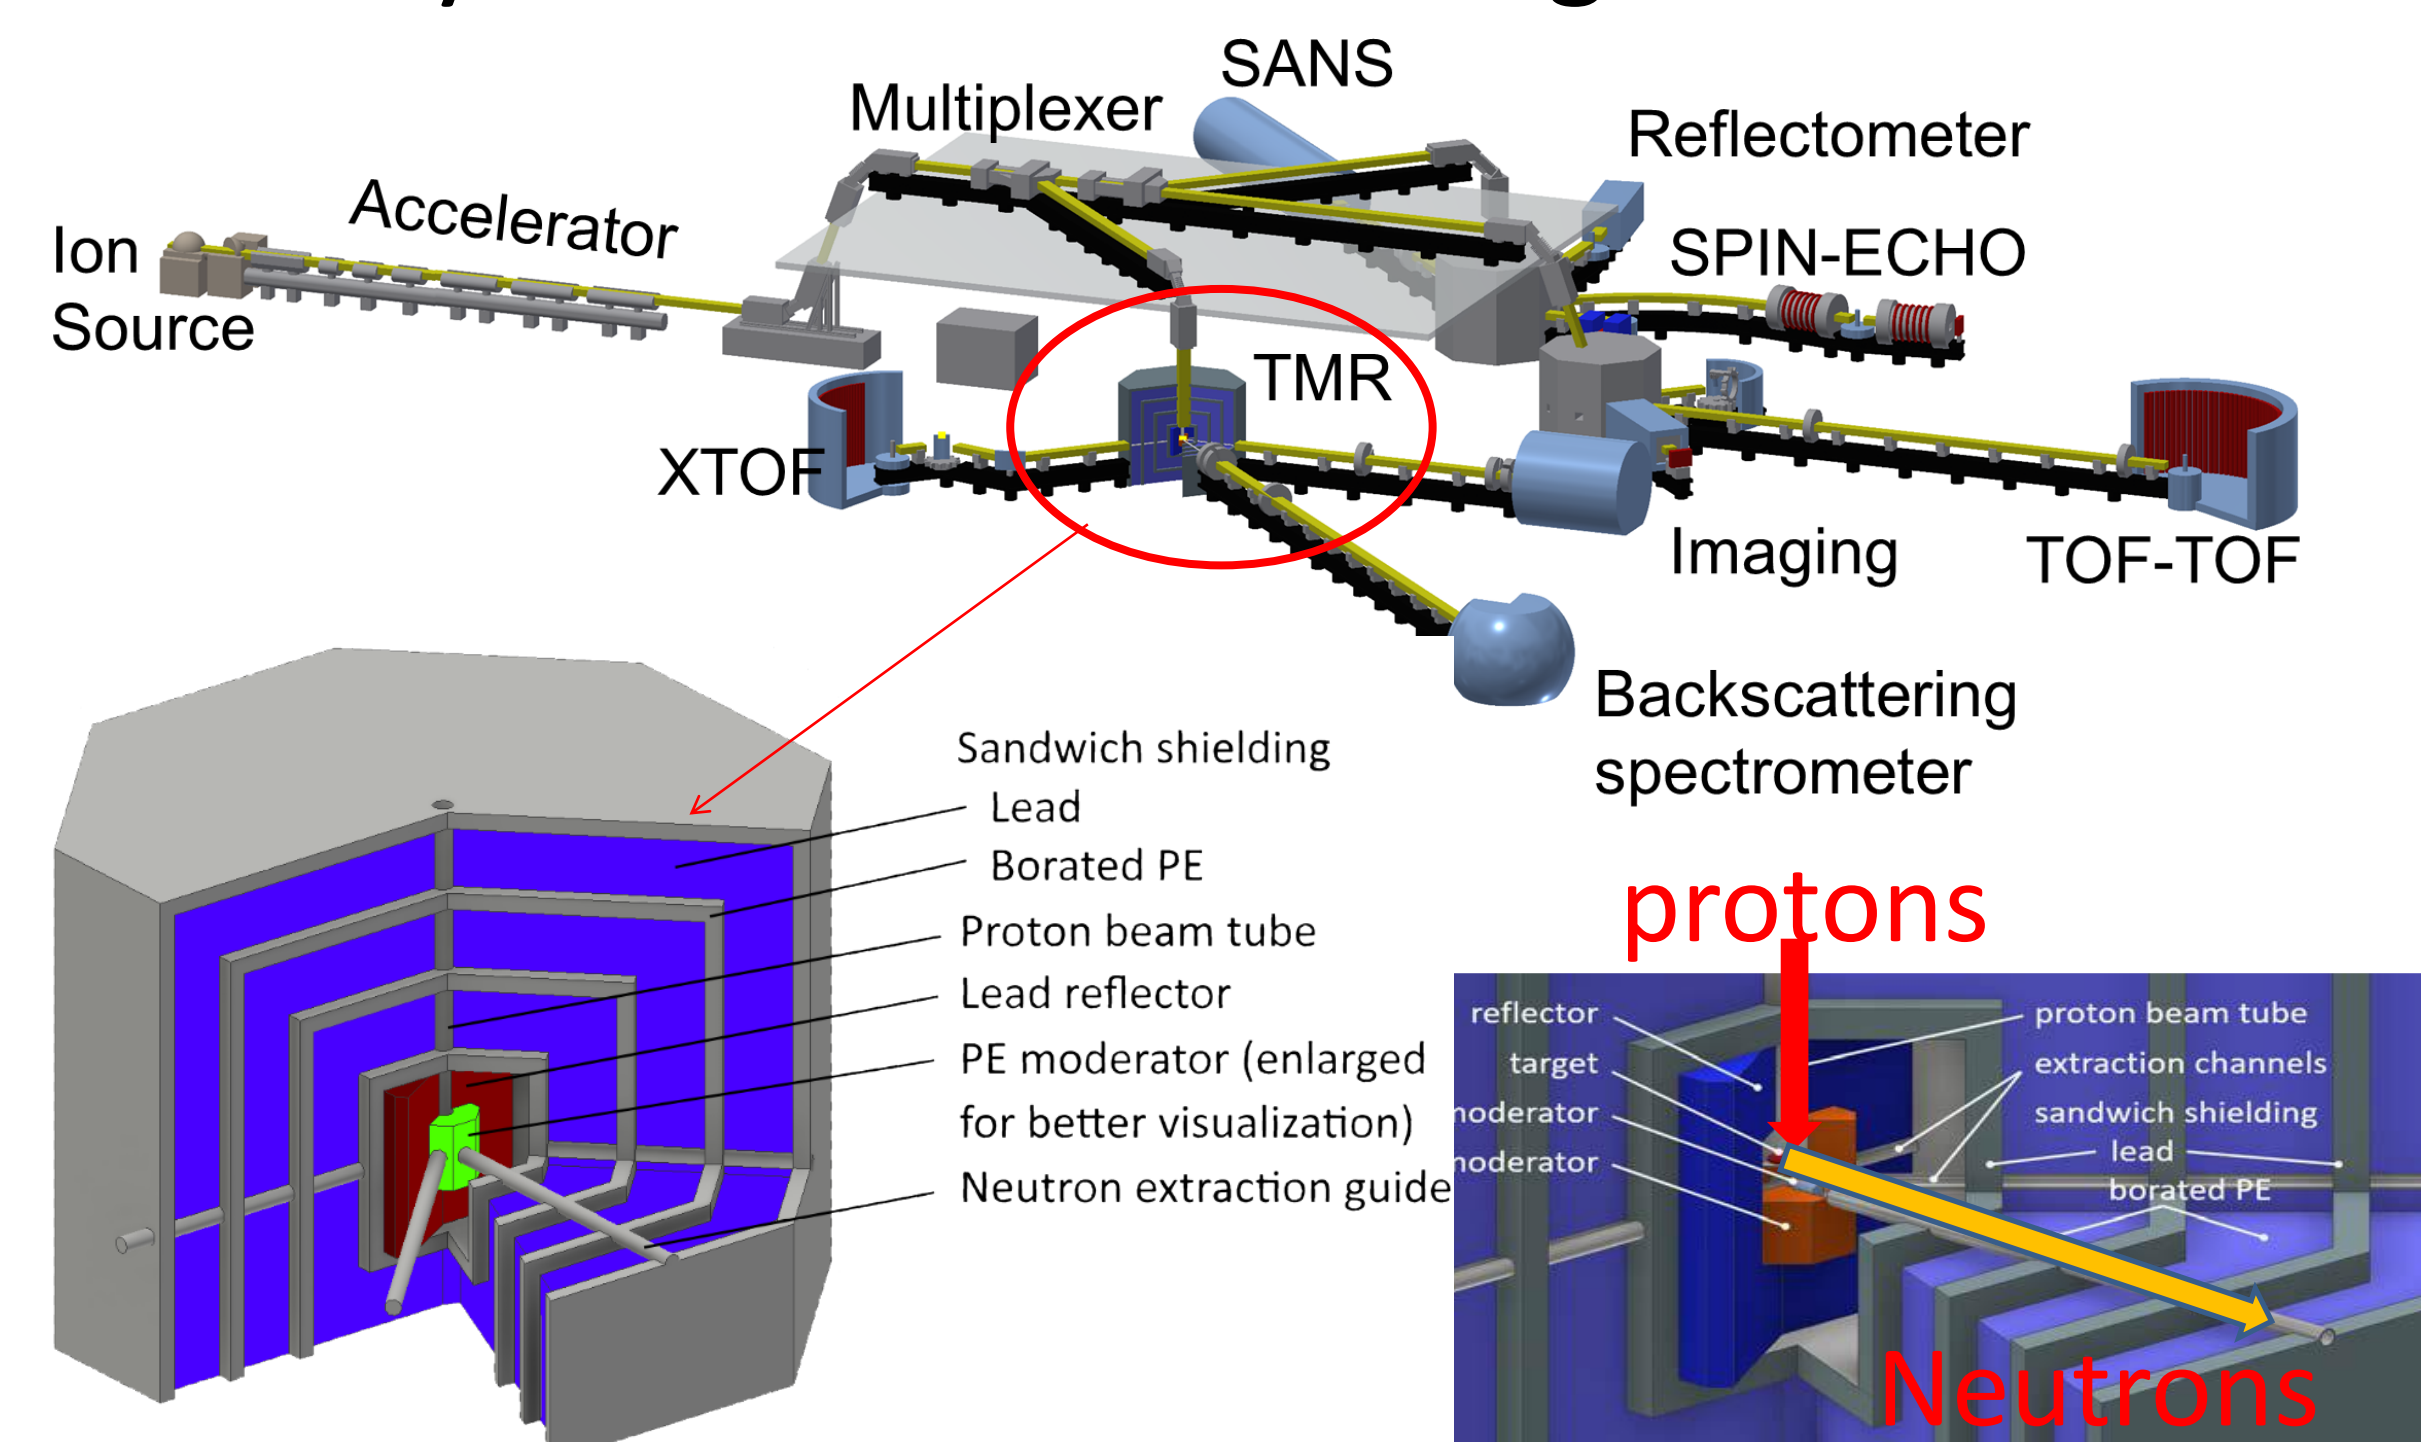 SANS
Multiplexer
Reflectometer
Accelerator
Ion
Source
SPIN-ECHO
TMR
XTOF
Imaging
TOF-TOF
Backscattering
spectrometer
Sandwich shielding
Lead
Borated PE
Proton beam tube
Lead reflector
PE moderator (enlarged
for better visualization)
Neutron extraction guide
protons
reflector
target
moderator
moderator
proton beam tube
extraction channels
sandwich shielding
lead
borated PE
Neutrons